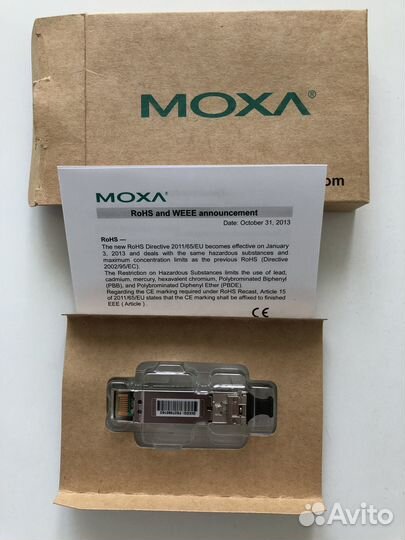 MOXA®
om
MOXA®
RoHS and WEEE announcement
Date: October 31, 2013
RoHS —
The new RoHS Directive 2011/65/EU becomes effective on January
3, 2013 and deals with the same hazardous substances and
maximum concentration limits as the previous RoHS (Directive
2002/95/EC).
The Restriction on Hazardous Substances limits the use of lead,
cadmium, mercury, hexavalent chromium, Polybrominated Biphenyl
(PBB), and Polybrominated Diphenyl Ether (PBDE).
Regarding the CE marking required under RoHS Recast, Article 15
of 2011/65/EU states that the CE marking shall be affixed to finished
EEE ( Article ) .
CE
Avito